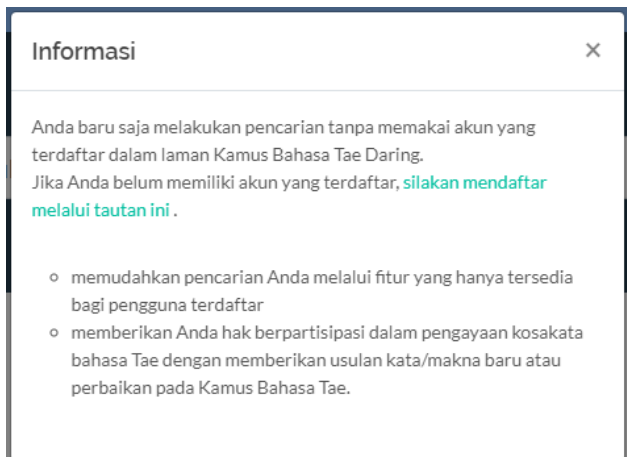 Informasi ×
Anda baru saja melakukan pencarian tanpa memakai akun yang
terdaftar dalam laman Kamus Bahasa Tae Daring.
Jika Anda belum memiliki akun yang terdaftar, silakan mendaftar
melalui tautan ini .
memudahkan pencarian Anda melalui fitur yang hanya tersedia
bagi pengguna terdaftar
memberikan Anda hak berpartisipasi dalam pengayaan kosakata
bahasa Tae dengan memberikan usulan kata/makna baru atau
perbaikan pada Kamus Bahasa Tae.